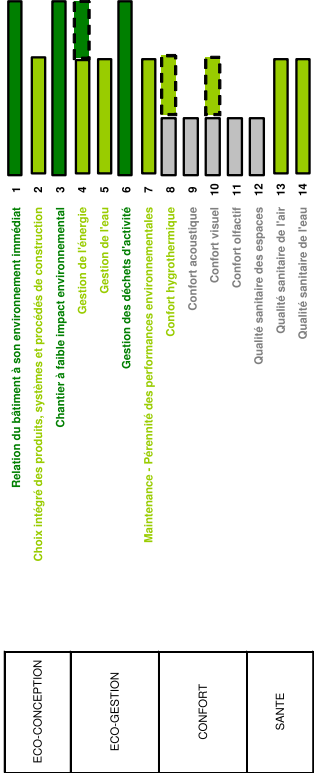 1 Relation du bâtiment à son environnement immédiat
2 Choix intégré des produits, systèmes et procédés de construction
3 Chantier à faible impact environnemental
4 Gestion de l'énergie
5 Gestion de l'eau
6 Gestion des déchets d'activité
7 Maintenance - Pérennité des performances environnementales
8 Confort hygrothermique
9 Confort acoustique
10 Confort visuel
11 Confort olfactif
12 Qualité sanitaire des espaces
13 Qualité sanitaire de l'air
14 Qualité sanitaire de l'eau
ECO-CONCEPTION
ECO-GESTION
CONFORT
SANTE